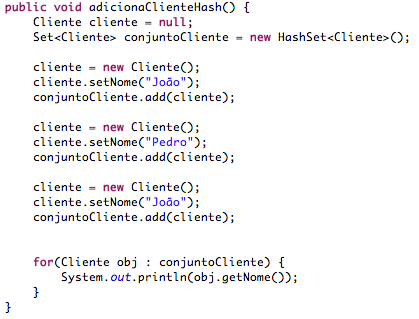 public void adicionaClienteHash() {
Cliente cliente = null;
Set<Cliente> conjuntoCliente = new HashSet<Cliente>();
cliente = new Cliente();
cliente.setNome("João");
conjuntoCliente.add(cliente);
cliente = new Cliente();
cliente.setNome("Pedro");
conjuntoCliente.add(cliente);
cliente = new Cliente();
cliente.setNome("João");
conjuntoCliente.add(cliente);
for(Cliente obj : conjuntoCliente) {
System.out.println(obj.getNome());
}
}